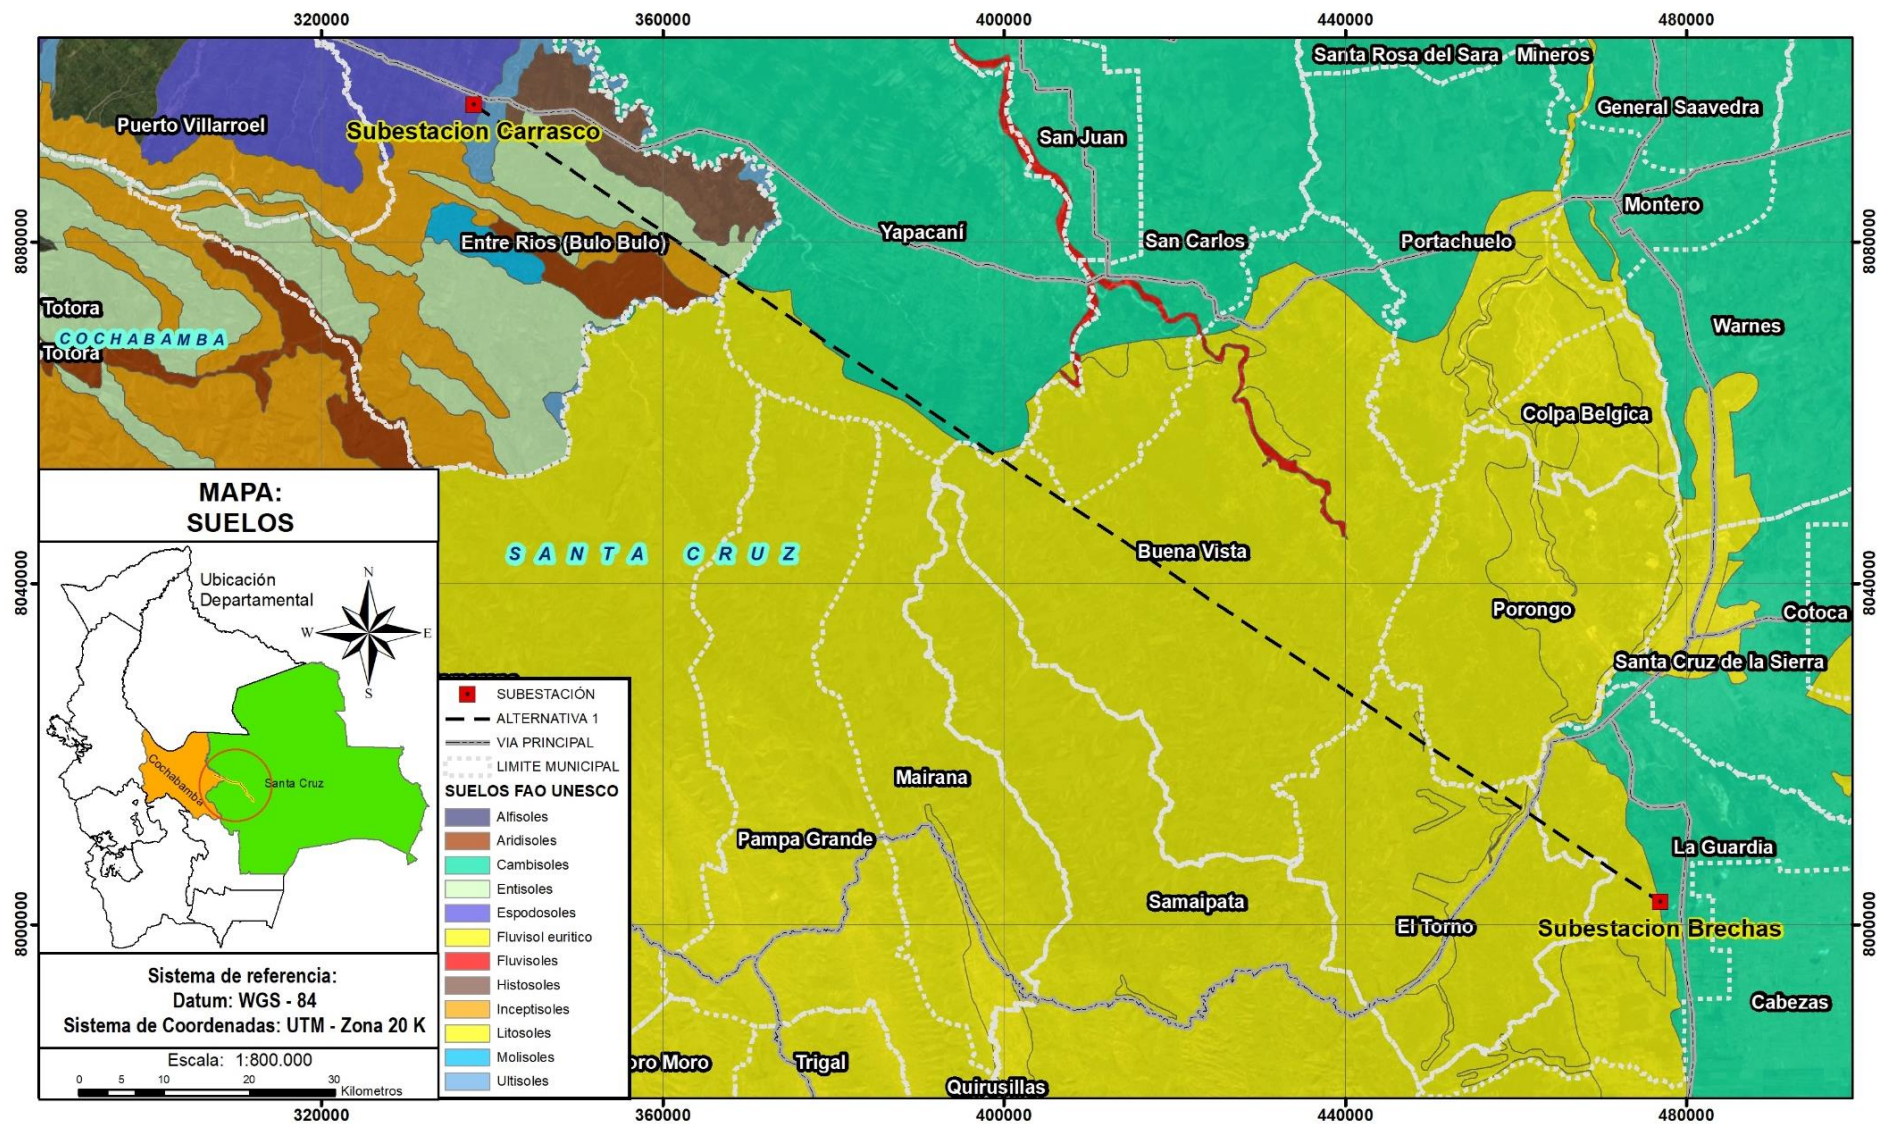 320000
360000
400000
440000
480000
Santa Rosa del Sara
Mineros
General Saavedra
Puerto Villarroel
Subestacion Carrasco
San Juan
Montero
8080000
Entre Rios (Bulo Bulo)
Yapacaní
San Carlos
Portachuelo
8080000
Totora
COCHABAMBA
Totora
Warnes
Colpa Belgica
MAPA:
SUELOS
SANTA CRUZ
Buena Vista
8040000
Ubicación
Departamental
N
W
E
S
Cochabamba
Santa Cruz
Porongo
Cotoca
8040000
Santa Cruz de la Sierra
SUBESTACIÓN
ALTERNATIVA 1
VIA PRINCIPAL
LIMITE MUNICIPAL
SUELOS FAO UNESCO
Alfisoles
Aridisoles
Cambisoles
Entisoles
Espodosoles
Fluvisol euritico
Fluvisoles
Histosoles
Inceptisoles
Litosoles
Molisoles
Ultisoles
Mairana
Pampa Grande
La Guardia
Samaipata
El Torno
Subestacion Brechas
8000000
8000000
Cabezas
Sistema de referencia:
Datum: WGS - 84
Sistema de Coordenadas: UTM - Zona 20 K
Escala: 1:800.000
0 5 10 20 30
Kilometros
oro Moro
Trigal
Quirusillas
320000
360000
400000
440000
480000